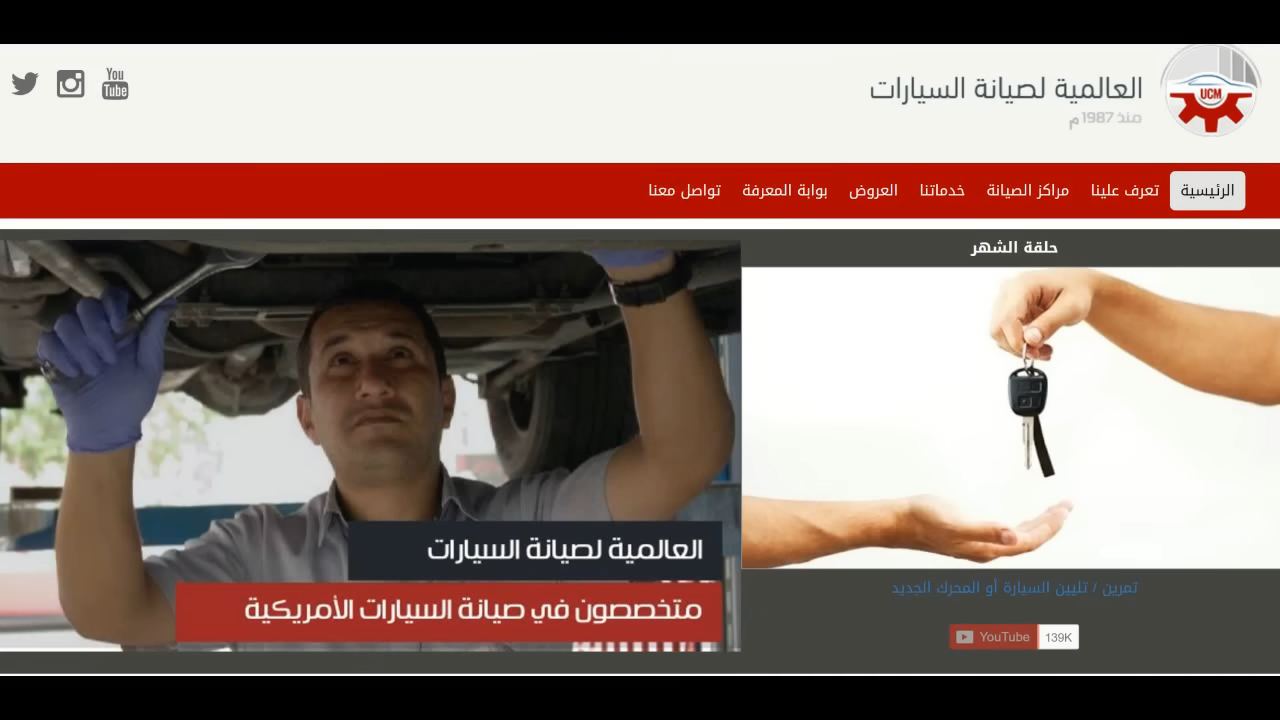 العالمية لصيانة السيارات
منذ 1987 م
UCM
You
Tube
الرئيسية
تعرف علينا
مراكز الصيانة
خدماتنا
العروض
بوابة المعرفة
تواصل معنا
حلقة الشهر
تمرين / تليين السيارة أو المحرك الجديد
YouTube 139K
العالمية لصيانة السيارات
متخصصون في صيانة السيارات الأمريكية